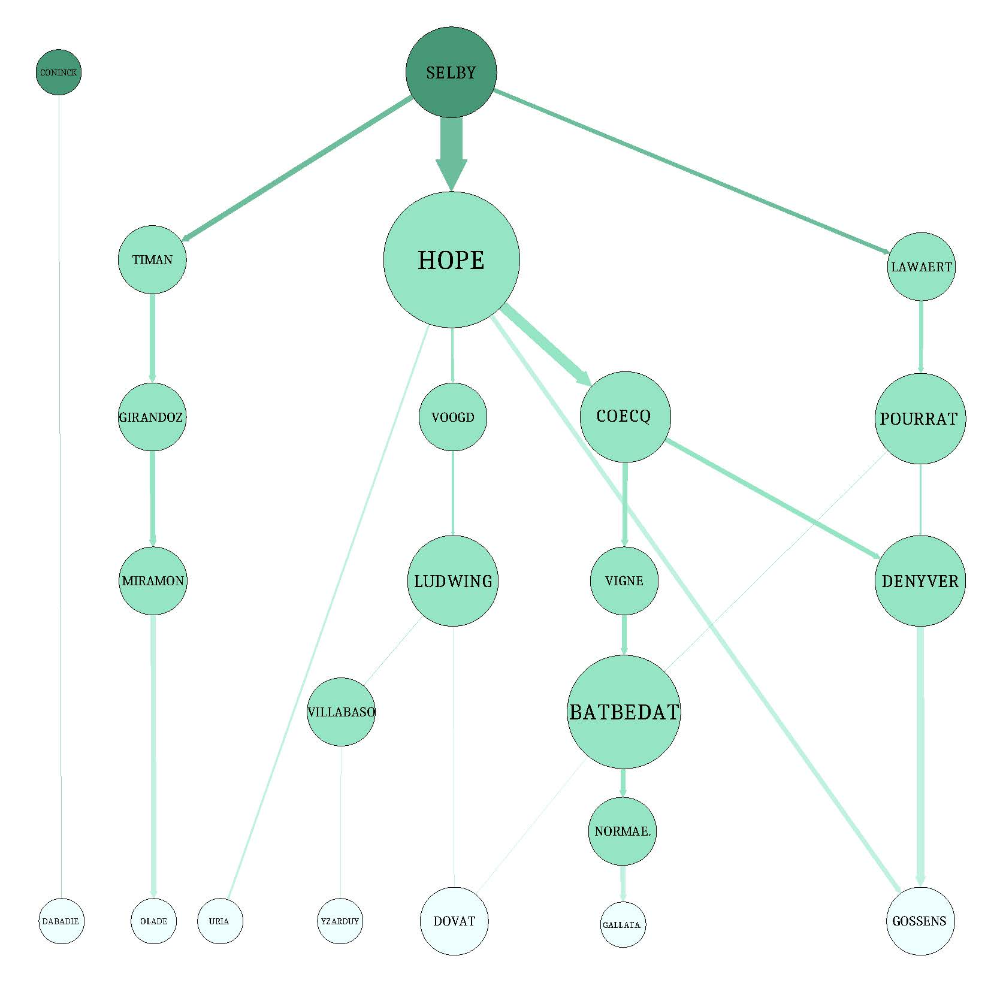 CONINCK
SELBY
TIMAN
HOPE
LAWAERT
GIRANDOZ
VOOGD
COECQ
POURRAT
MIRAMON
LUDWING
VIGNE
DENYVER
VILLABASO
BATBEDAT
NORMAE.
DABADIE
OLADE
URIA
YZARDUY
DOVAT
GALLATA.
GOSSENS